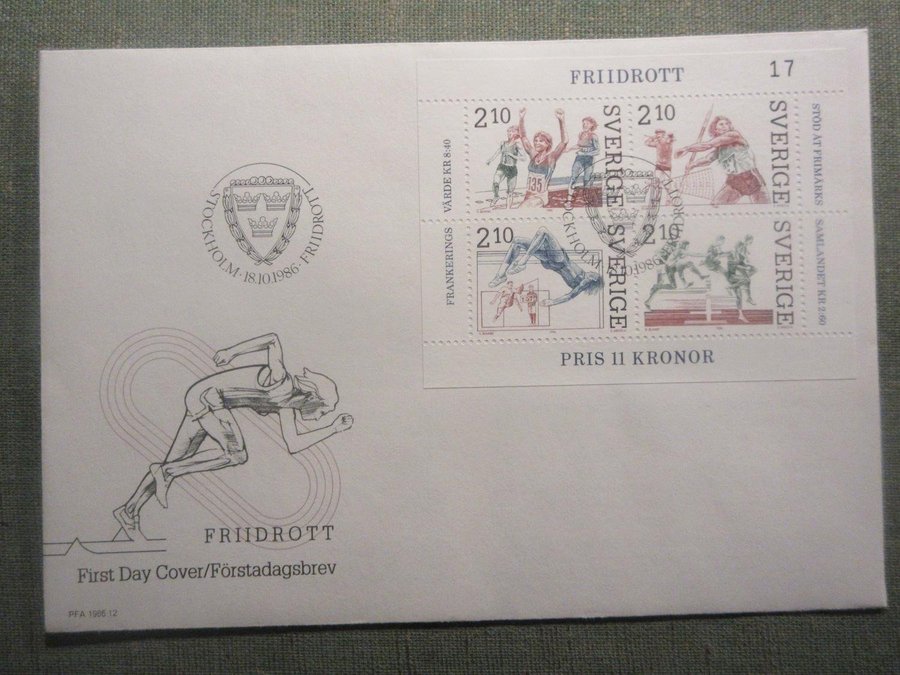 FRIIDROTT 17
VÄRDE KR 8:40
FRANKERINGS
2 10
SVERIGE
135
2 10
SVERIGE
STÖD ÅT FRIMÄRKS
2 10
SVERIGE
2 10
SVERIGE
SAMLANDET KR 2:60
PRIS 11 KRONOR
STOCKHOLM · 18.10.1986 · FRIIDROTT
FRIIDROTT
First Day Cover/Förstadagsbrev
PFA 1986:12